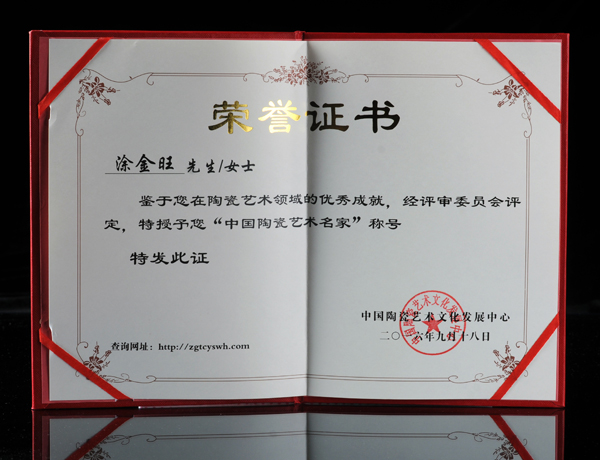 荣誉证书
涂金旺 先生/女士
鉴于您在陶瓷艺术领域的优秀成就，经评审委员会评
定，特授予您“中国陶瓷艺术名家”称号
特发此证
中国陶瓷艺术文化发展中心
二〇一六年九月十八日
查询网址：http://zgtcyswh.com